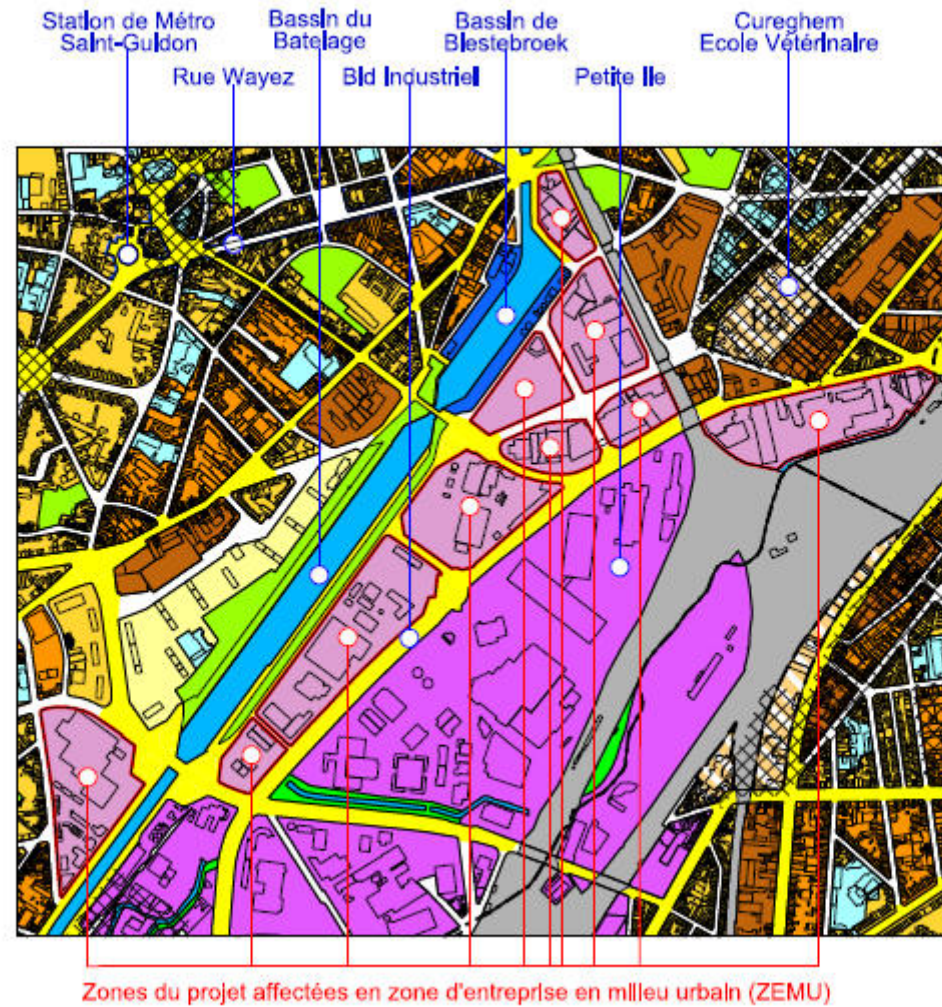 Station de Métro
Saint-Guidon
Rue Wayez
Bassin du
Batelage
Bld Industriel
Bassin de
Biestebroek
Petite Ile
Cureghem
Ecole Vétérinaire
Zones du projet affectées en zone d'entreprise en milieu urbain (ZEMU)